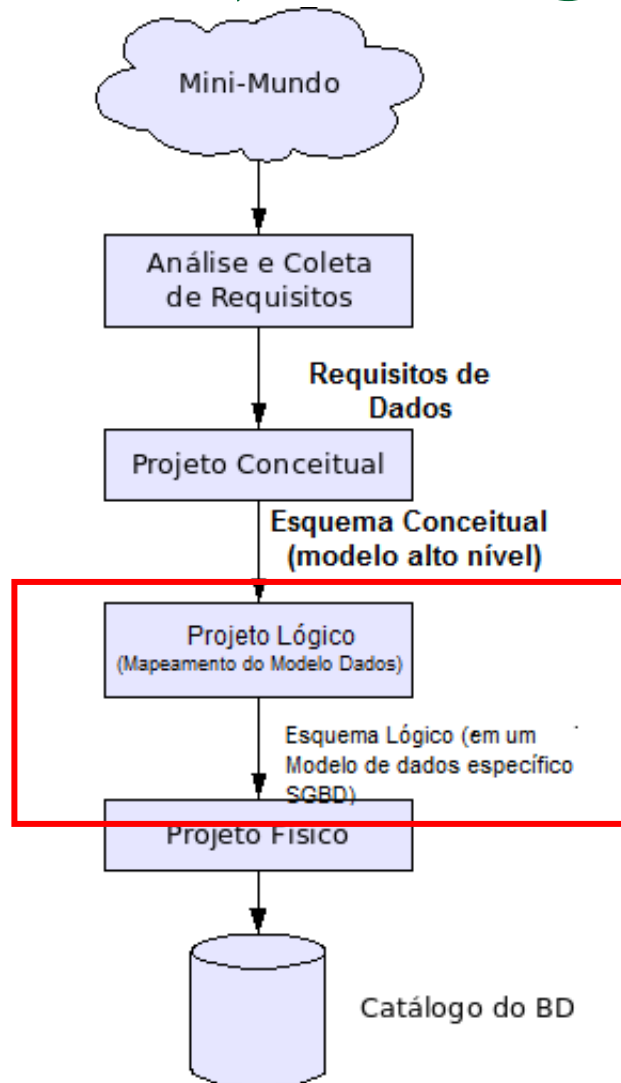 Mini-Mundo
Análise e Coleta
de Requisitos
Requisitos de
Dados
Projeto Conceitual
Esquema Conceitual
(modelo alto nível)
Projeto Lógico
(Mapeamento do Modelo Dados)
Esquema Lógico (em um
Modelo de dados específico
SGBD)
Projeto Físico
Catálogo do BD